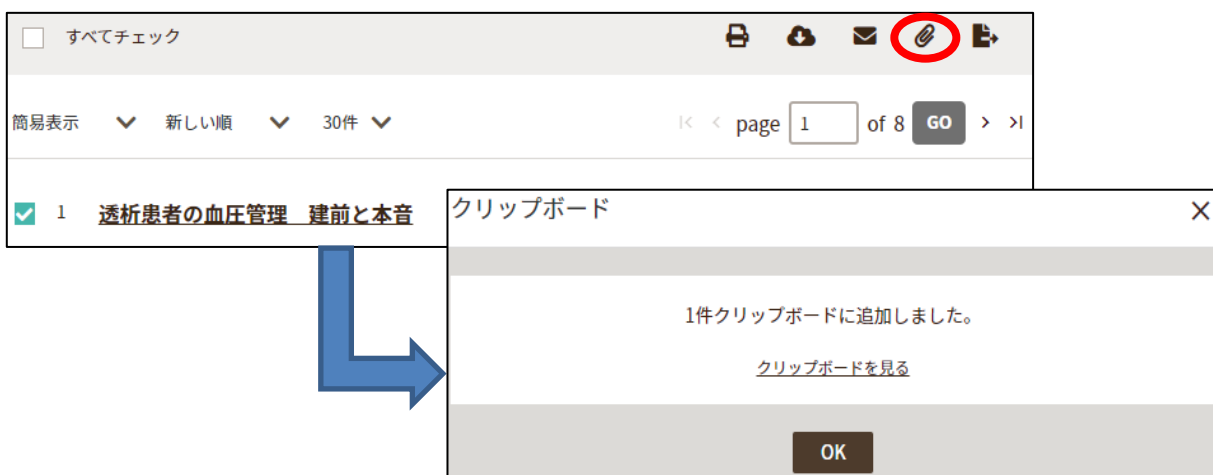 すべてチェック
簡易表示 新しい順 30件 page 1 of 8 GO
1 透析患者の血圧管理 建前と本音
クリップボード
1件クリップボードに追加しました。
クリップボードを見る
OK